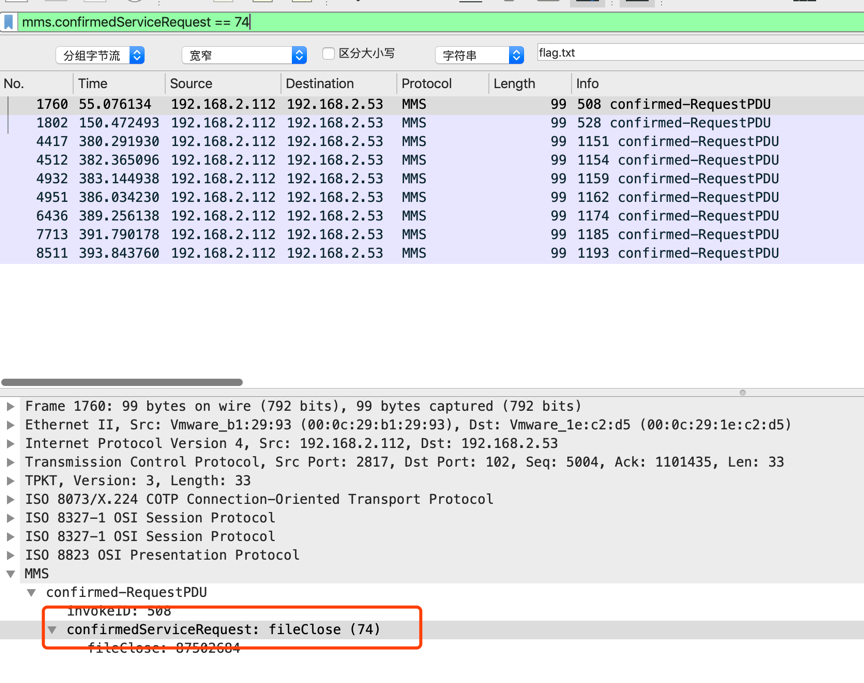 mms.confirmedServiceRequest == 74
分组字节流 宽窄 区分大小写 字符串 flag.txt
No. Time Source Destination Protocol Length Info
1760 55.076134 192.168.2.112 192.168.2.53 MMS 99 508 confirmed-RequestPDU
1802 150.472493 192.168.2.112 192.168.2.53 MMS 99 528 confirmed-RequestPDU
4417 380.291930 192.168.2.112 192.168.2.53 MMS 99 1151 confirmed-RequestPDU
4512 382.365096 192.168.2.112 192.168.2.53 MMS 99 1154 confirmed-RequestPDU
4932 383.144938 192.168.2.112 192.168.2.53 MMS 99 1159 confirmed-RequestPDU
4951 386.034230 192.168.2.112 192.168.2.53 MMS 99 1162 confirmed-RequestPDU
6436 389.256138 192.168.2.112 192.168.2.53 MMS 99 1174 confirmed-RequestPDU
7713 391.790178 192.168.2.112 192.168.2.53 MMS 99 1185 confirmed-RequestPDU
8511 393.843760 192.168.2.112 192.168.2.53 MMS 99 1193 confirmed-RequestPDU
Frame 1760: 99 bytes on wire (792 bits), 99 bytes captured (792 bits)
Ethernet II, Src: Vmware_b1:29:93 (00:0c:29:b1:29:93), Dst: Vmware_1e:c2:d5 (00:0c:29:1e:c2:d5)
Internet Protocol Version 4, Src: 192.168.2.112, Dst: 192.168.2.53
Transmission Control Protocol, Src Port: 2817, Dst Port: 102, Seq: 5004, Ack: 1101435, Len: 33
TPKT, Version: 3, Length: 33
ISO 8073/X.224 COTP Connection-Oriented Transport Protocol
ISO 8327-1 OSI Session Protocol
ISO 8327-1 OSI Session Protocol
ISO 8823 OSI Presentation Protocol
MMS
confirmed-RequestPDU
invokeID: 508
confirmedServiceRequest: fileClose (74)
fileClose: 87502684